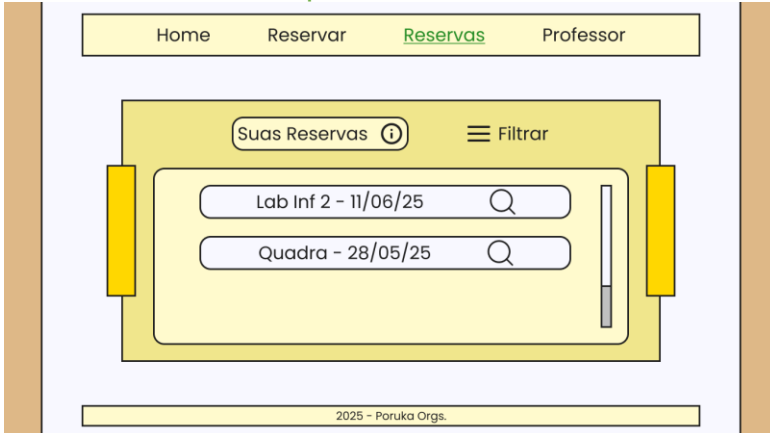 Home Reservar Reservas Professor
Suas Reservas Filtrar
Lab Inf 2 - 11/06/25
Quadra - 28/05/25
2025 - Poruka Orgs.